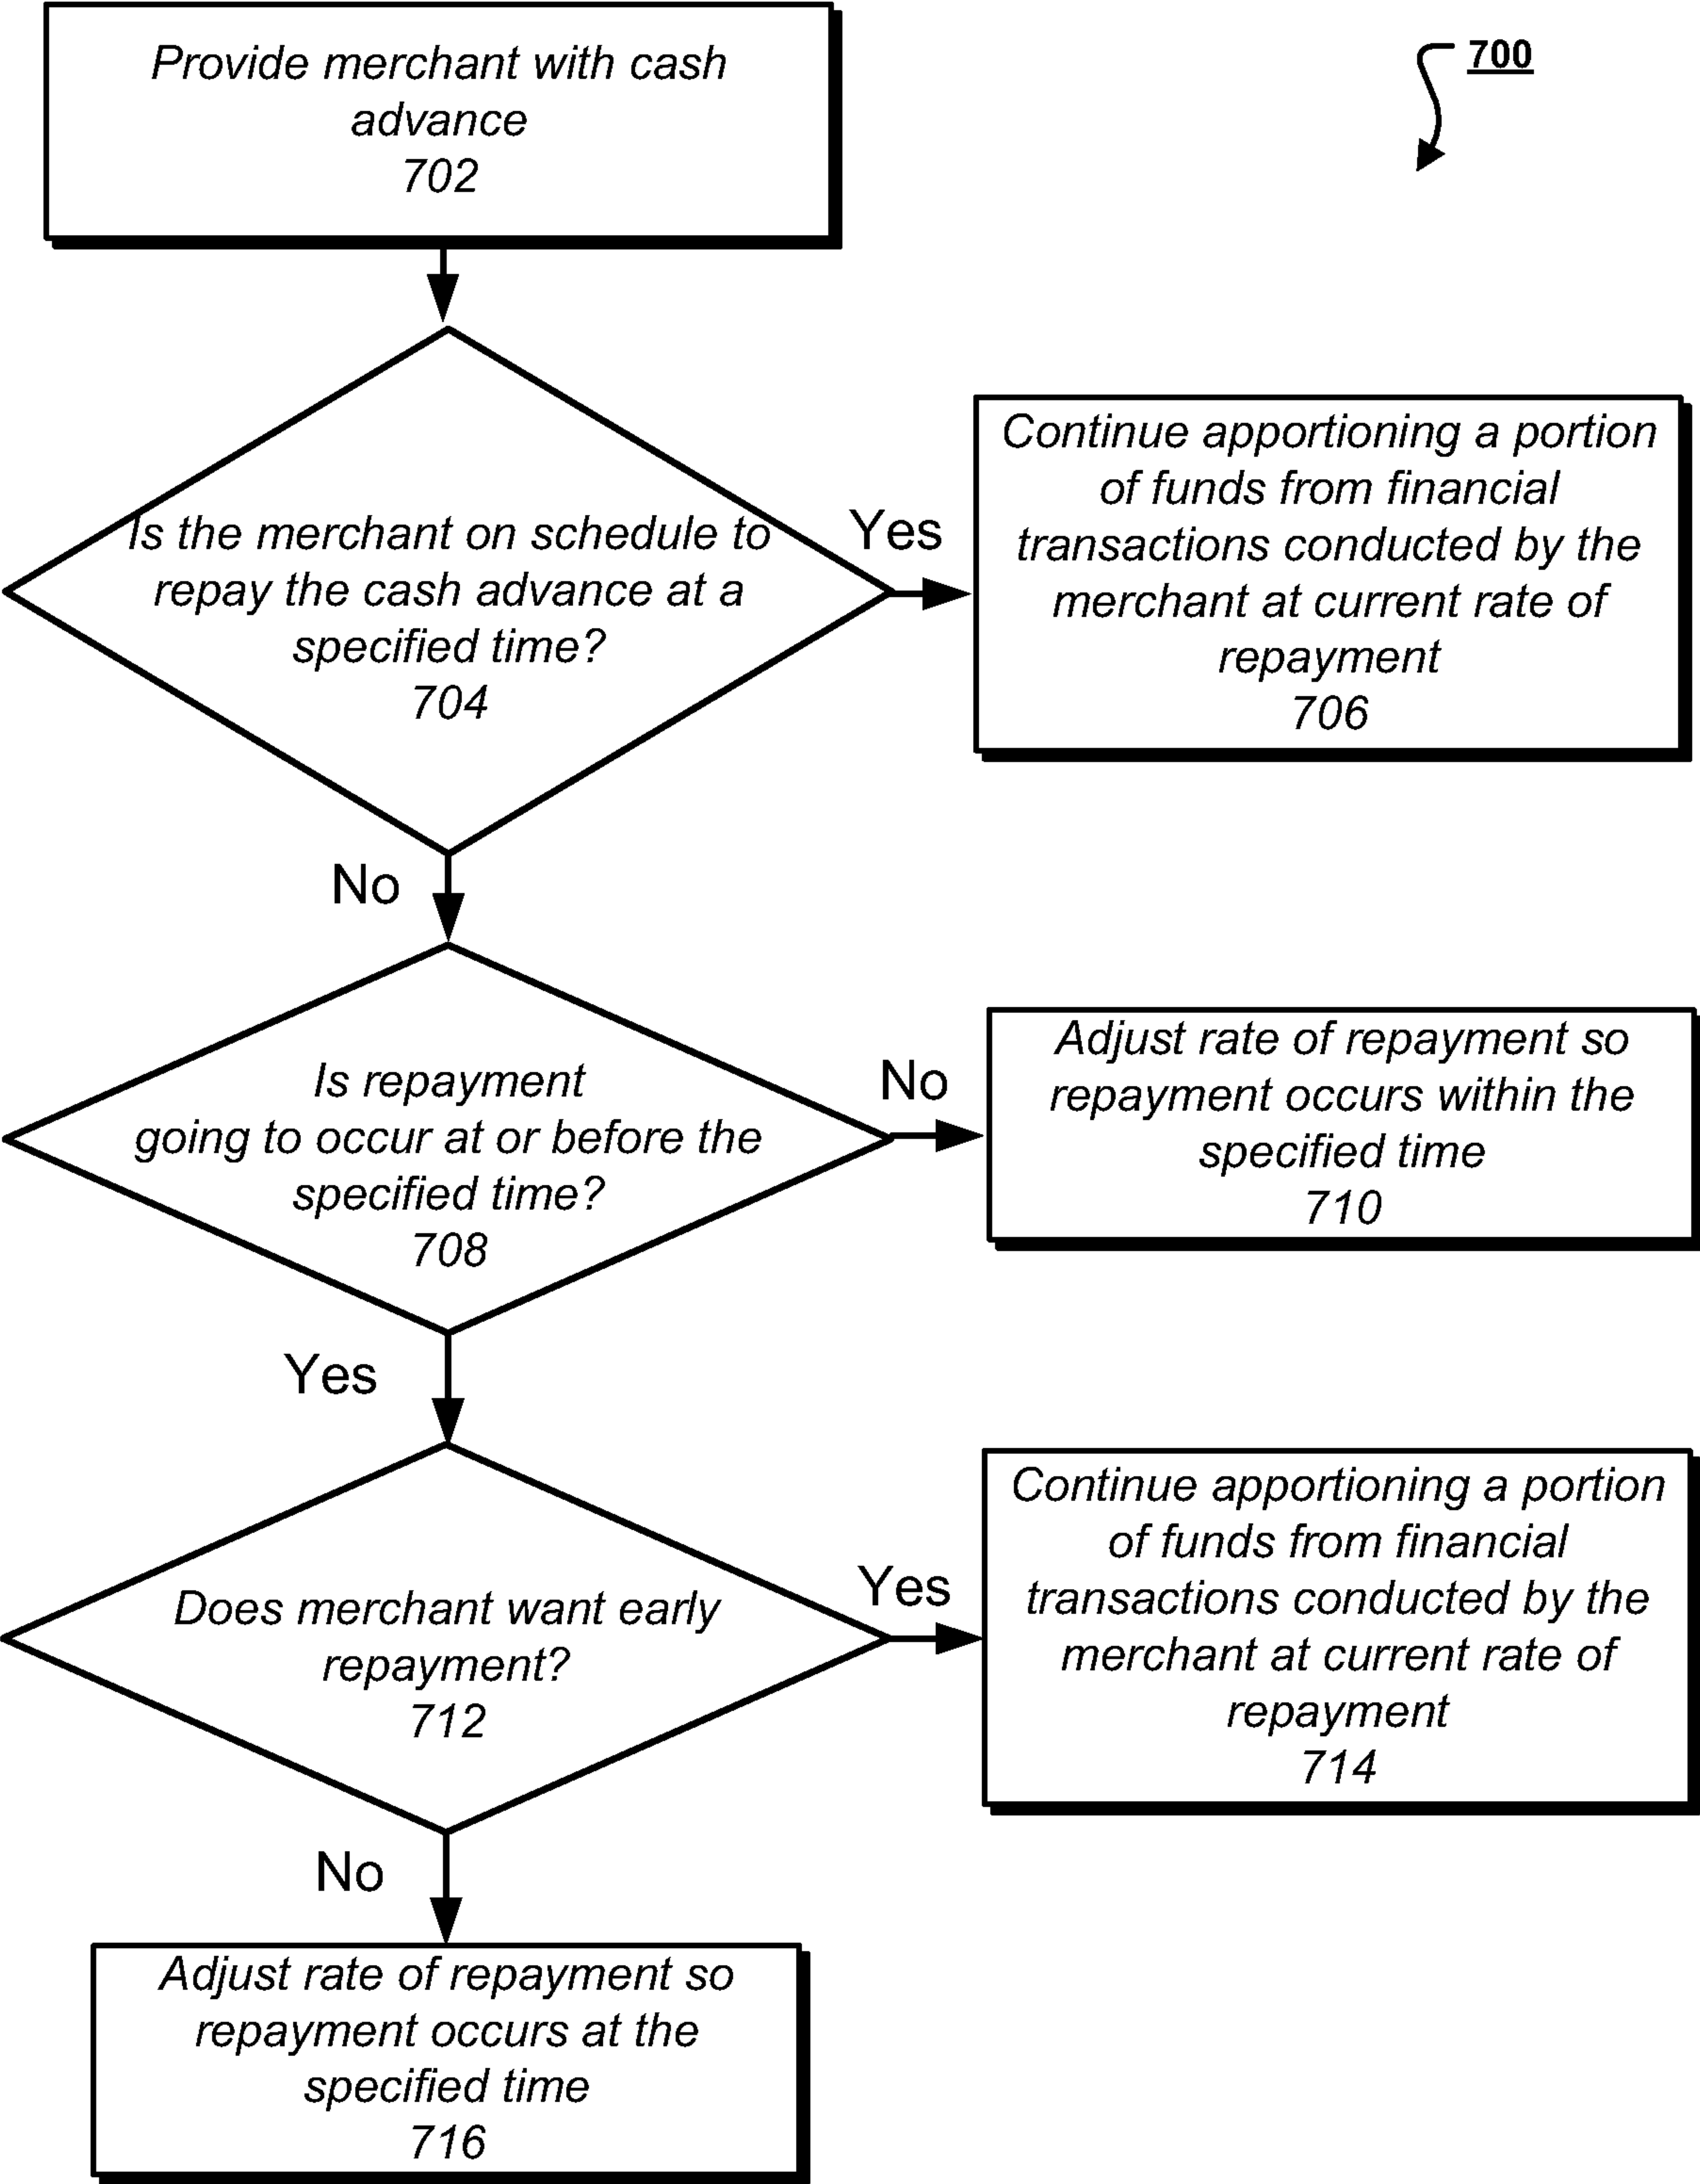 Provide merchant with cash
advance
702
700
Is the merchant on schedule to
repay the cash advance at a
specified time?
704
Yes
Continue apportioning a portion
of funds from financial
transactions conducted by the
merchant at current rate of
repayment
706
No
Is repayment
going to occur at or before the
specified time?
708
No
Adjust rate of repayment so
repayment occurs within the
specified time
710
Yes
Does merchant want early
repayment?
712
Yes
Continue apportioning a portion
of funds from financial
transactions conducted by the
merchant at current rate of
repayment
714
No
Adjust rate of repayment so
repayment occurs at the
specified time
716